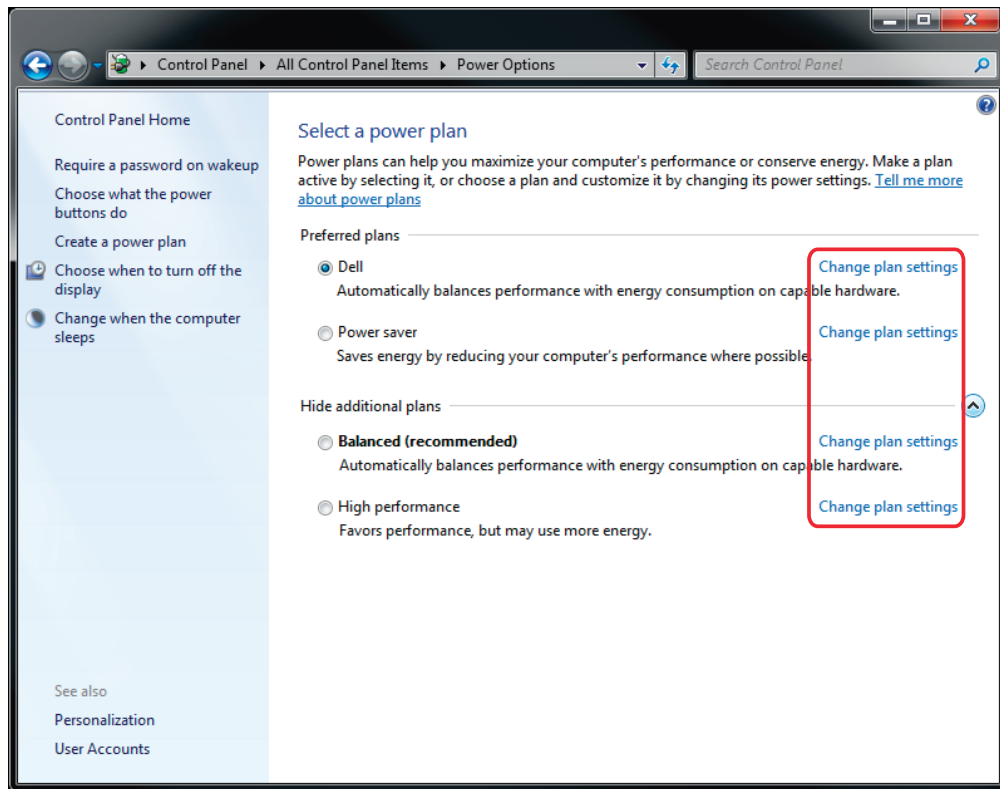 Control Panel ▸ All Control Panel Items ▸ Power Options
Search Control Panel
Control Panel Home
Require a password on wakeup
Choose what the power
buttons do
Create a power plan
Choose when to turn off the
display
Change when the computer
sleeps
See also
Personalization
User Accounts
Select a power plan
Power plans can help you maximize your computer's performance or conserve energy. Make a plan
active by selecting it, or choose a plan and customize it by changing its power settings. Tell me more
about power plans
Preferred plans
Dell Change plan settings
Automatically balances performance with energy consumption on capable hardware.
Power saver Change plan settings
Saves energy by reducing your computer's performance where possible.
Hide additional plans
Balanced (recommended) Change plan settings
Automatically balances performance with energy consumption on capable hardware.
High performance Change plan settings
Favors performance, but may use more energy.